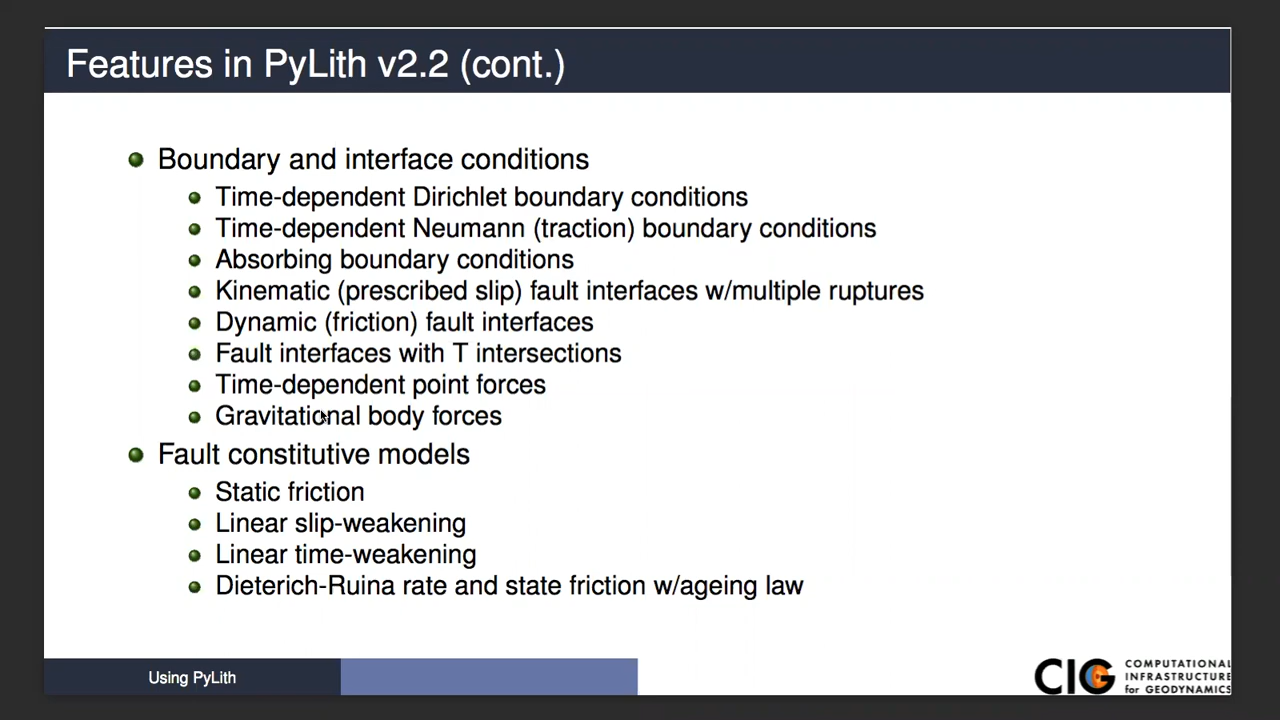 Features in PyLith v2.2 (cont.)
Boundary and interface conditions
Time-dependent Dirichlet boundary conditions
Time-dependent Neumann (traction) boundary conditions
Absorbing boundary conditions
Kinematic (prescribed slip) fault interfaces w/multiple ruptures
Dynamic (friction) fault interfaces
Fault interfaces with T intersections
Time-dependent point forces
Gravitational body forces
Fault constitutive models
Static friction
Linear slip-weakening
Linear time-weakening
Dieterich-Ruina rate and state friction w/ageing law
Using PyLith
CIG
COMPUTATIONAL
INFRASTRUCTURE
for GEODYNAMICS